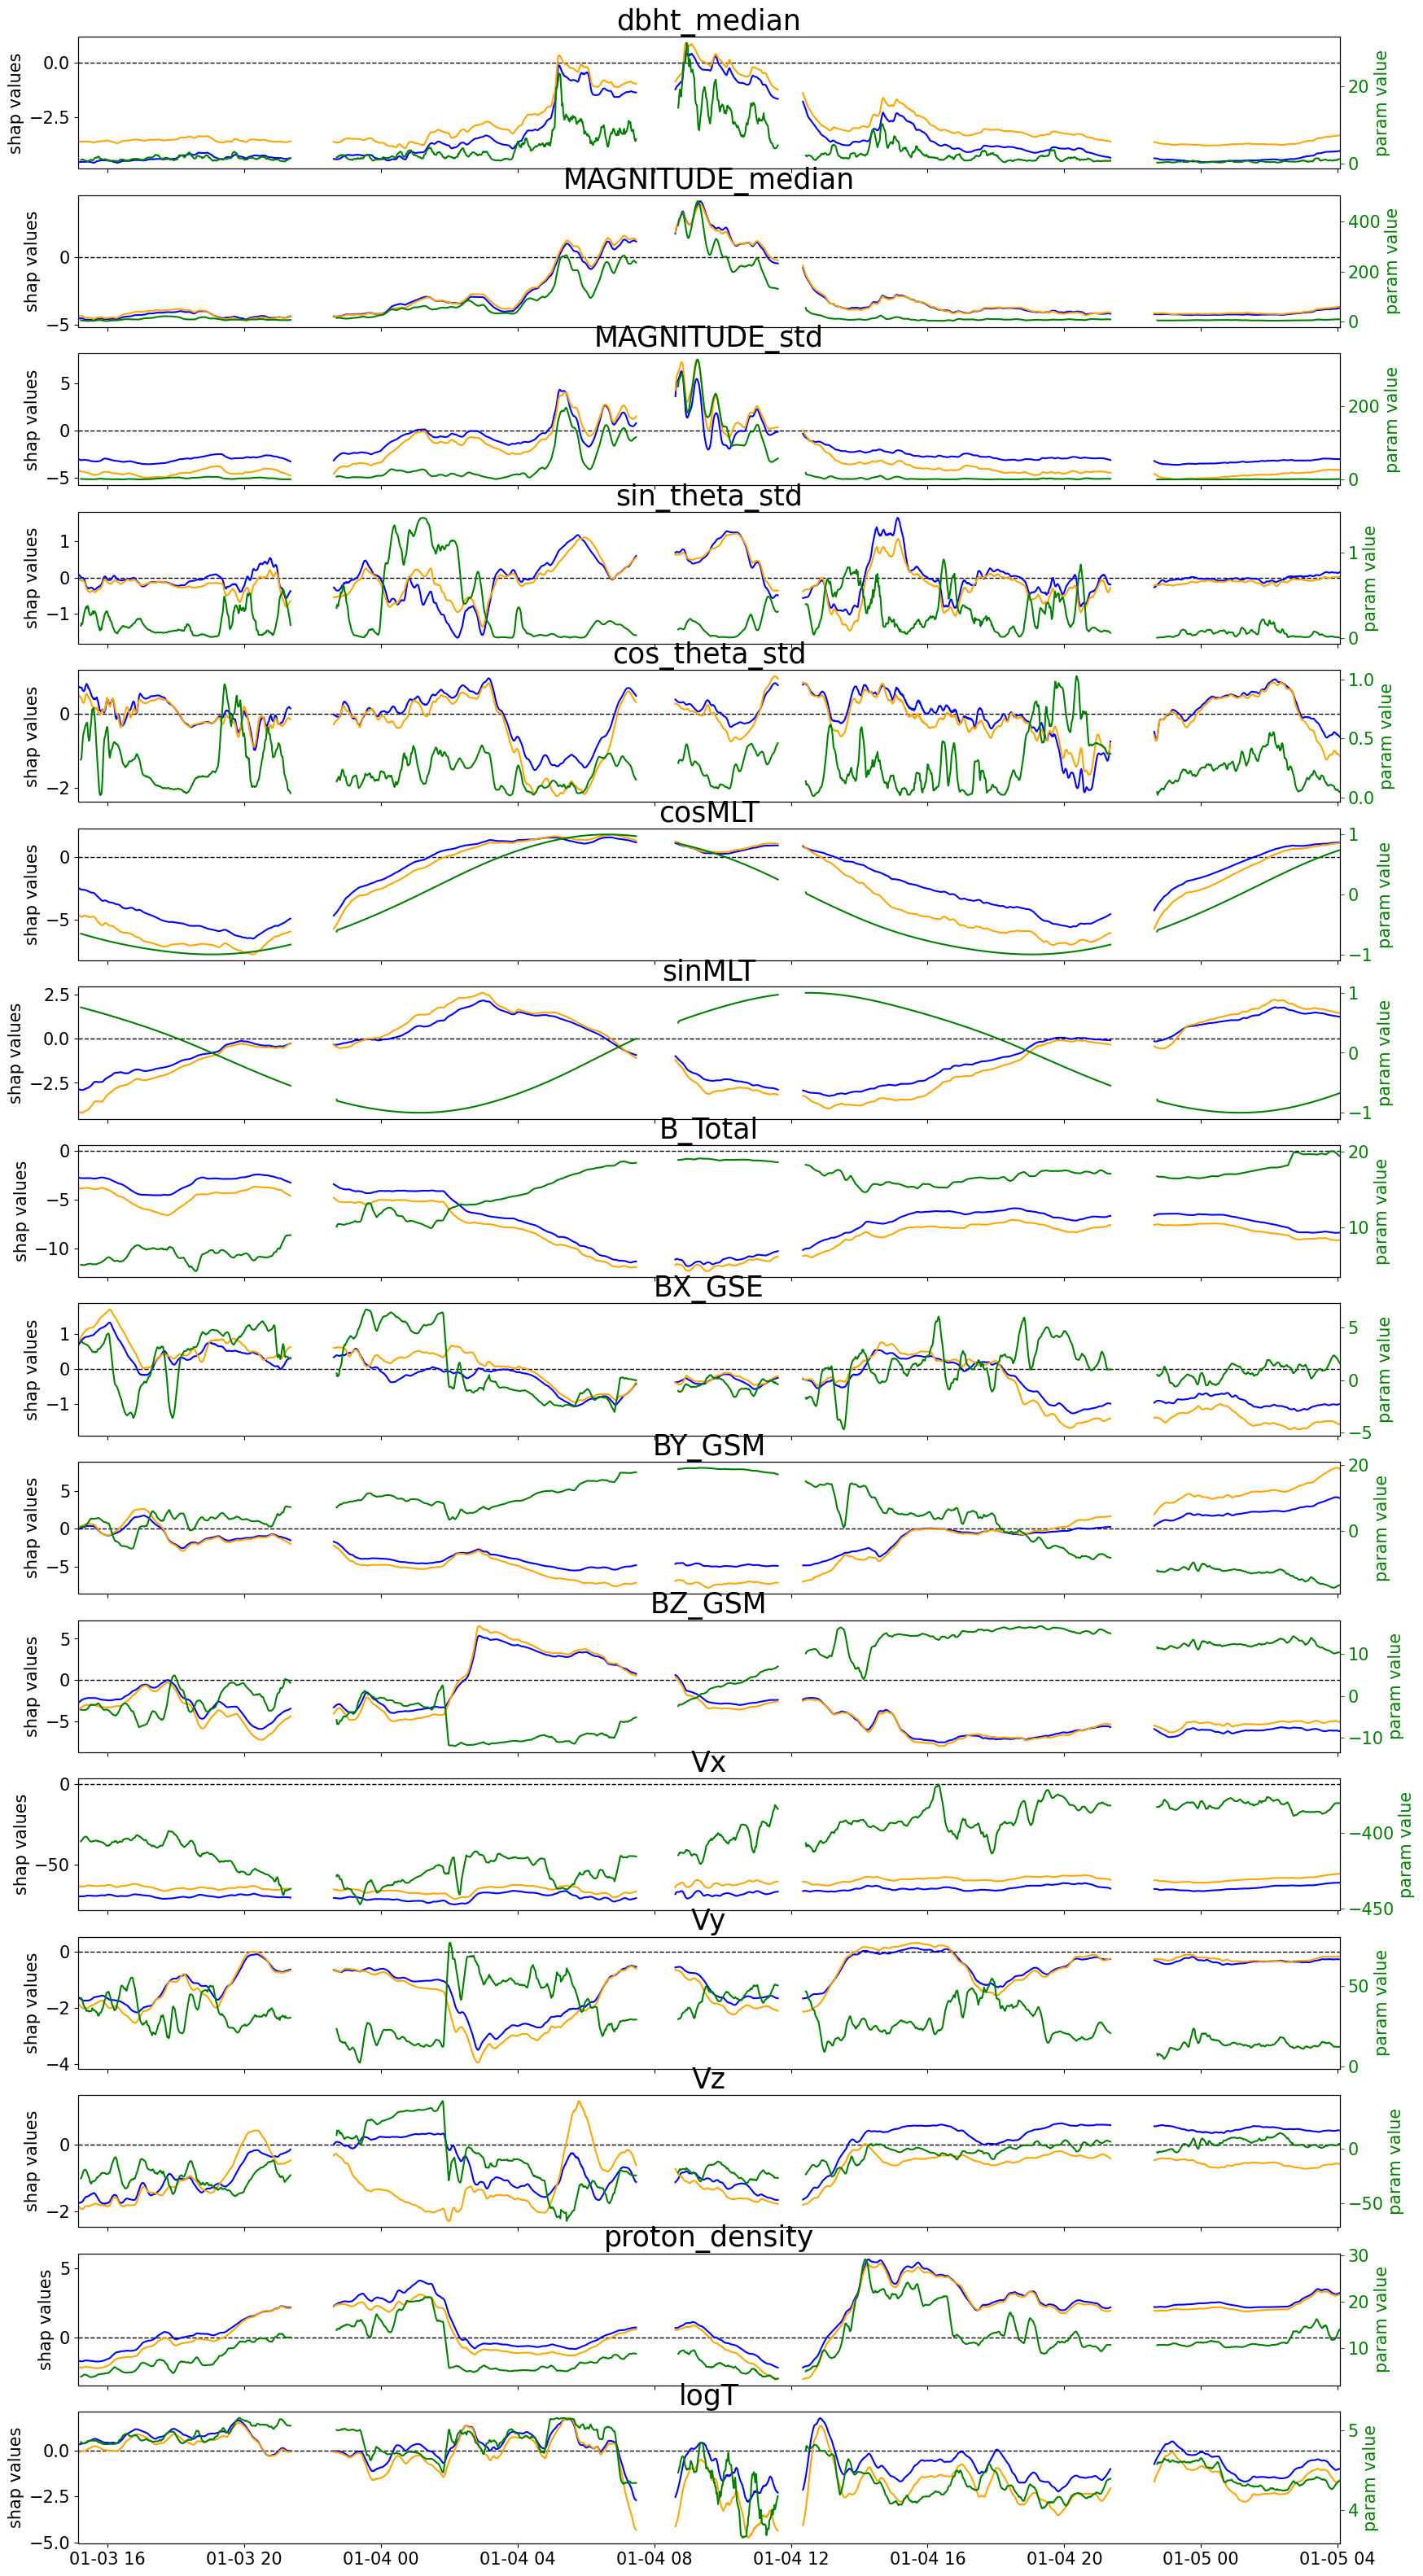 dbht_median
shap values
0.0
−2.5
20
0
param value
MAGNITUDE_median
shap values
0
−5
400
200
0
param value
MAGNITUDE_std
shap values
5
0
−5
200
0
param value
sin_theta_std
shap values
1
0
−1
1
0
param value
cos_theta_std
shap values
0
−2
1.0
0.5
0.0
param value
cosMLT
shap values
0
−5
1
0
−1
param value
sinMLT
shap values
2.5
0.0
−2.5
1
0
−1
param value
B_Total
shap values
0
−5
−10
20
10
param value
BX_GSE
shap values
1
0
−1
5
0
−5
param value
BY_GSM
shap values
5
0
−5
20
0
param value
BZ_GSM
shap values
5
0
−5
10
0
−10
param value
Vx
shap values
0
−50
−400
−450
param value
Vy
shap values
0
−2
−4
50
0
param value
Vz
shap values
0
−2
0
−50
param value
proton_density
shap values
5
0
30
20
10
param value
logT
shap values
0.0
−2.5
−5.0
5
4
param value
01-03 16 01-03 20 01-04 00 01-04 04 01-04 08 01-04 12 01-04 16 01-04 20 01-05 00 01-05 04